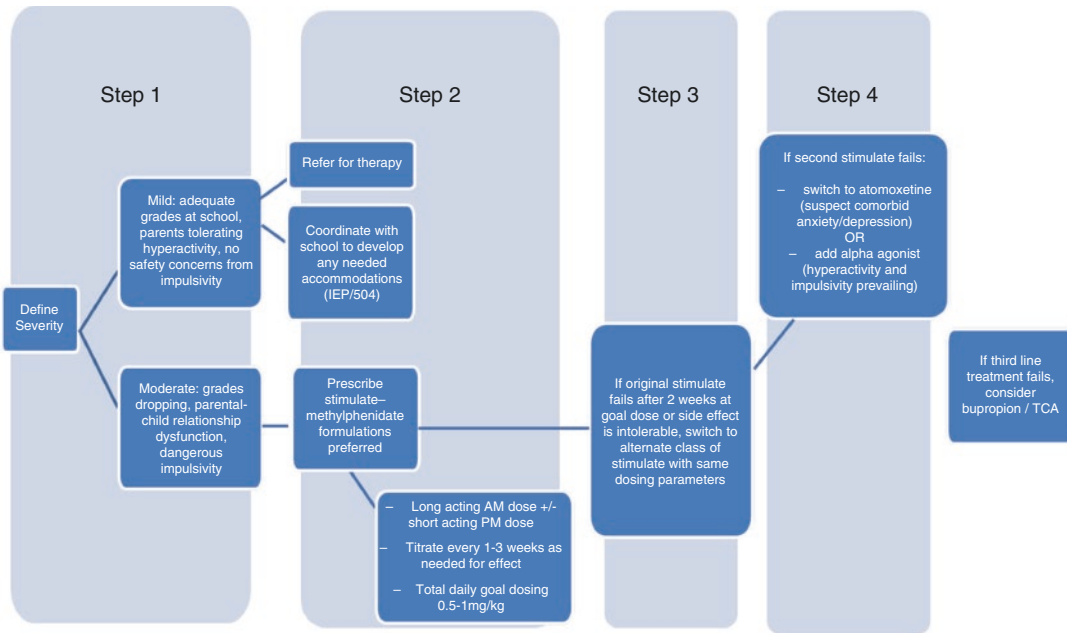 Step 1
Step 2
Step 3
Step 4
Define
Severity
Mild: adequate
grades at school,
parents tolerating
hyperactivity, no
safety concerns from
impulsivity
Moderate: grades
dropping, parental-
child relationship
dysfunction,
dangerous
impulsivity
Refer for therapy
Coordinate with
school to develop
any needed
accommodations
(IEP/504)
Prescribe
stimulate–
methylphenidate
formulations
preferred
– Long acting AM dose +/-
short acting PM dose
– Titrate every 1-3 weeks as
needed for effect
– Total daily goal dosing
0.5-1mg/kg
If original stimulate
fails after 2 weeks at
goal dose or side effect
is intolerable, switch to
alternate class of
stimulate with same
dosing parameters
If second stimulate fails:
– switch to atomoxetine
(suspect comorbid
anxiety/depression)
OR
– add alpha agonist
(hyperactivity and
impulsivity prevailing)
If third line
treatment fails,
consider
bupropion / TCA